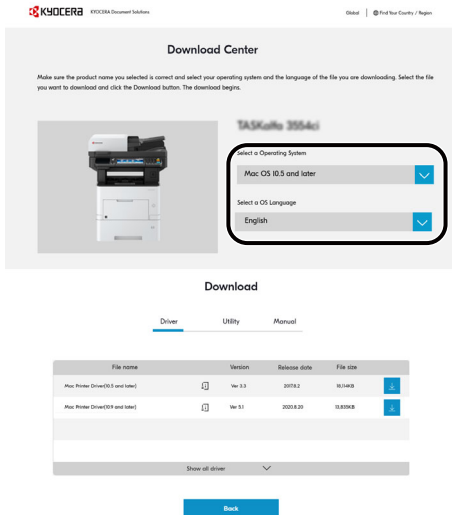 KYOCERA KYOCERA Document Solutions Global Find Your Country / Region
Download Center
Make sure the product name you selected is correct and select your operating system and the language of the file you are downloading. Select the file
you want to download and click the Download button. The download begins.
TASKalfa 3554ci
Select a Operating System
Mac OS 10.5 and later
Select a OS Language
English
Download
Driver Utility Manual
File name Version Release date File size
Mac Printer Driver(10.5 and later) Ver 3.3 2017.8.2 18,114KB
Mac Printer Driver(10.9 and later) Ver 5.1 2020.8.20 13,835KB
Show all driver
Back